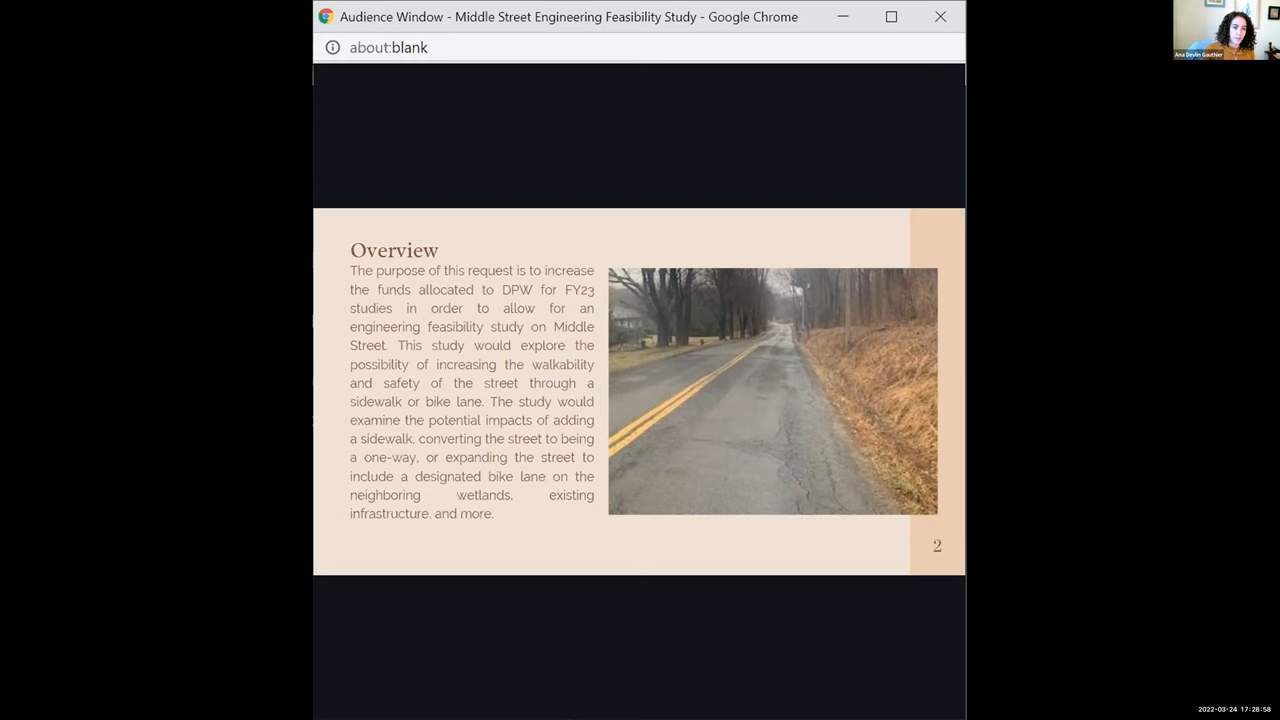 Audience Window - Middle Street Engineering Feasibility Study - Google Chrome
about:blank
Ana Devlin Gauthier
Overview
The purpose of this request is to increase
the funds allocated to DPW for FY23
studies in order to allow for an
engineering feasibility study on Middle
Street. This study would explore the
possibility of increasing the walkability
and safety of the street through a
sidewalk or bike lane. The study would
examine the potential impacts of adding
a sidewalk, converting the street to being
a one-way, or expanding the street to
include a designated bike lane on the
neighboring wetlands, existing
infrastructure, and more.
2
2022-03-24 17:28:58